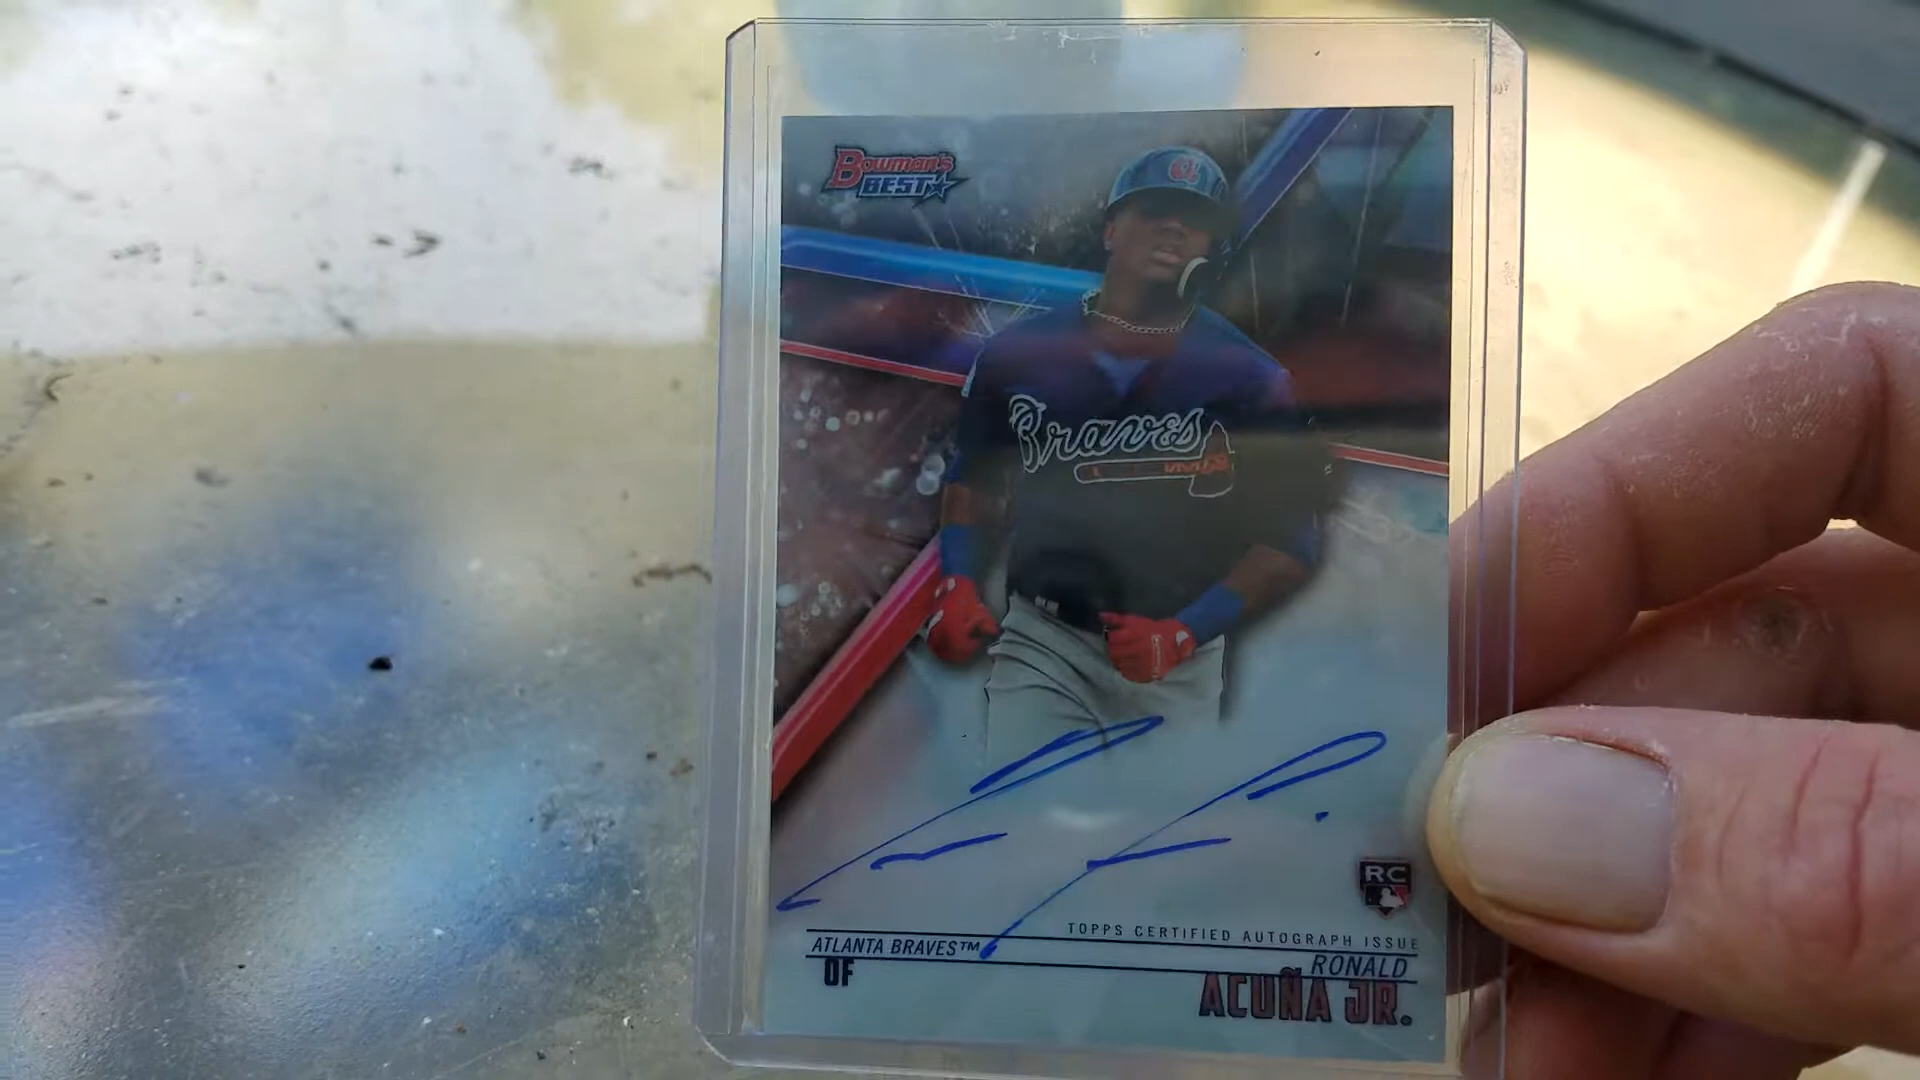 Bowman's
BEST
Braves
TOPPS CERTIFIED AUTOGRAPH ISSUE
ATLANTA BRAVES™
RONALD
OF
ACUÑA JR.
RC